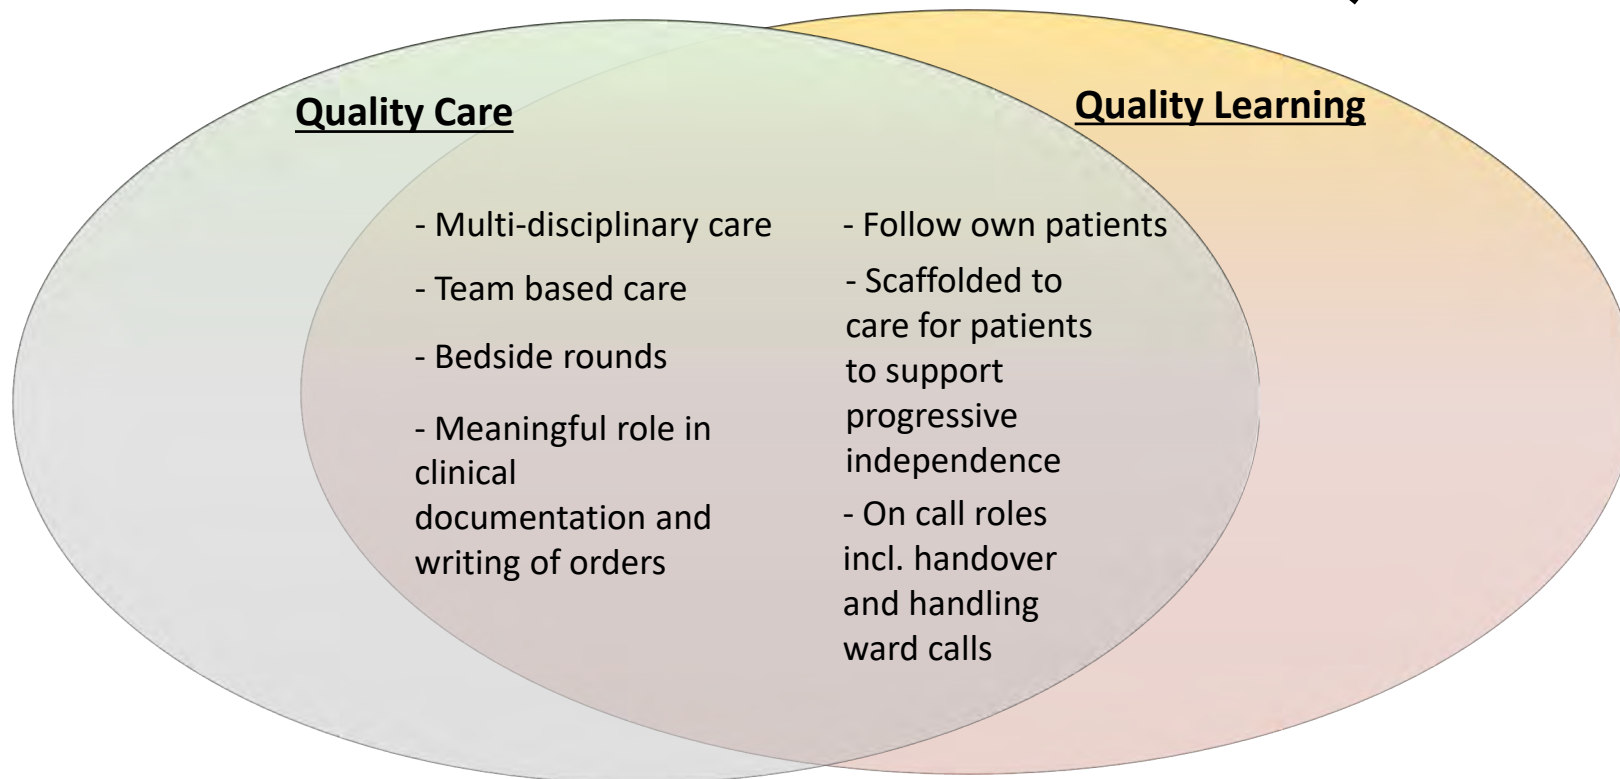 Quality Care
Quality Learning
- Multi-disciplinary care
- Team based care
- Bedside rounds
- Meaningful role in
clinical
documentation and
writing of orders
- Follow own patients
- Scaffolded to
care for patients
to support
progressive
independence
- On call roles
incl. handover
and handling
ward calls